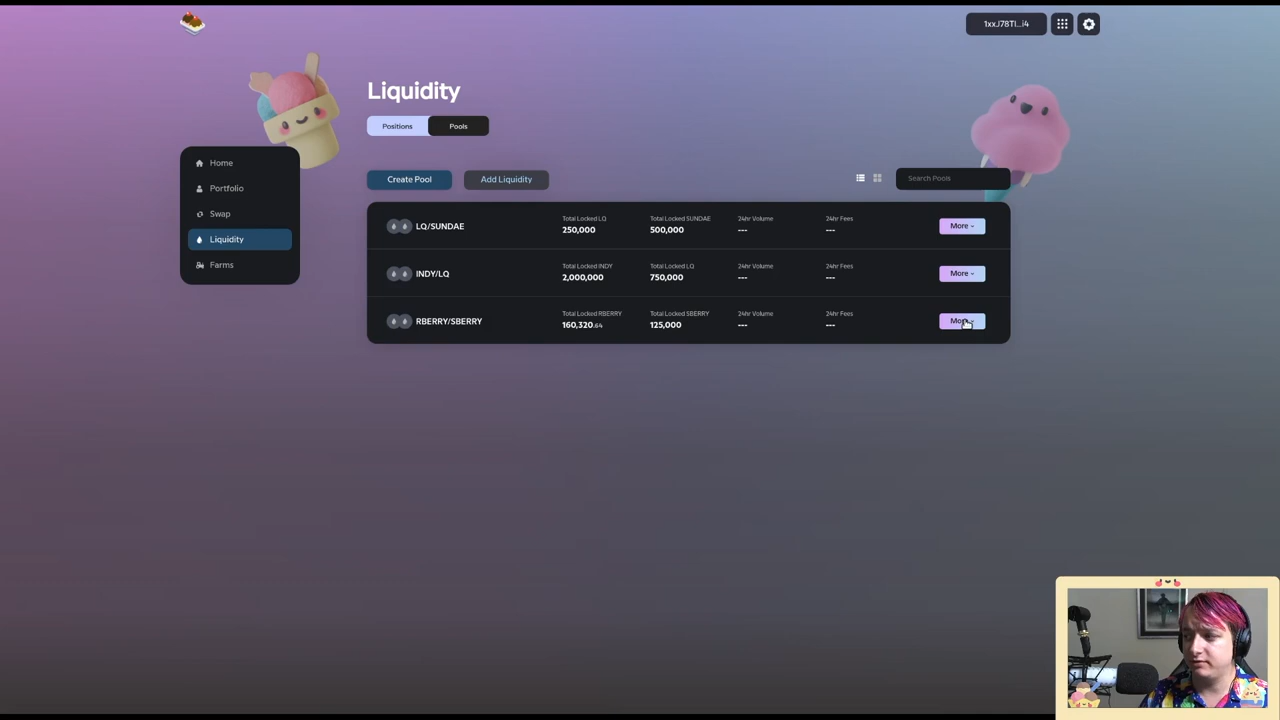 1xxJ78Tl...i4
Liquidity
Positions Pools
Home
Portfolio
Swap
Liquidity
Farms
Create Pool Add Liquidity Search Pools
LQ/SUNDAE Total Locked LQ 250,000 Total Locked SUNDAE 500,000 24hr Volume --- 24hr Fees --- More
INDY/LQ Total Locked INDY 2,000,000 Total Locked LQ 750,000 24hr Volume --- 24hr Fees --- More
RBERRY/SBERRY Total Locked RBERRY 160,320.64 Total Locked SBERRY 125,000 24hr Volume --- 24hr Fees --- More